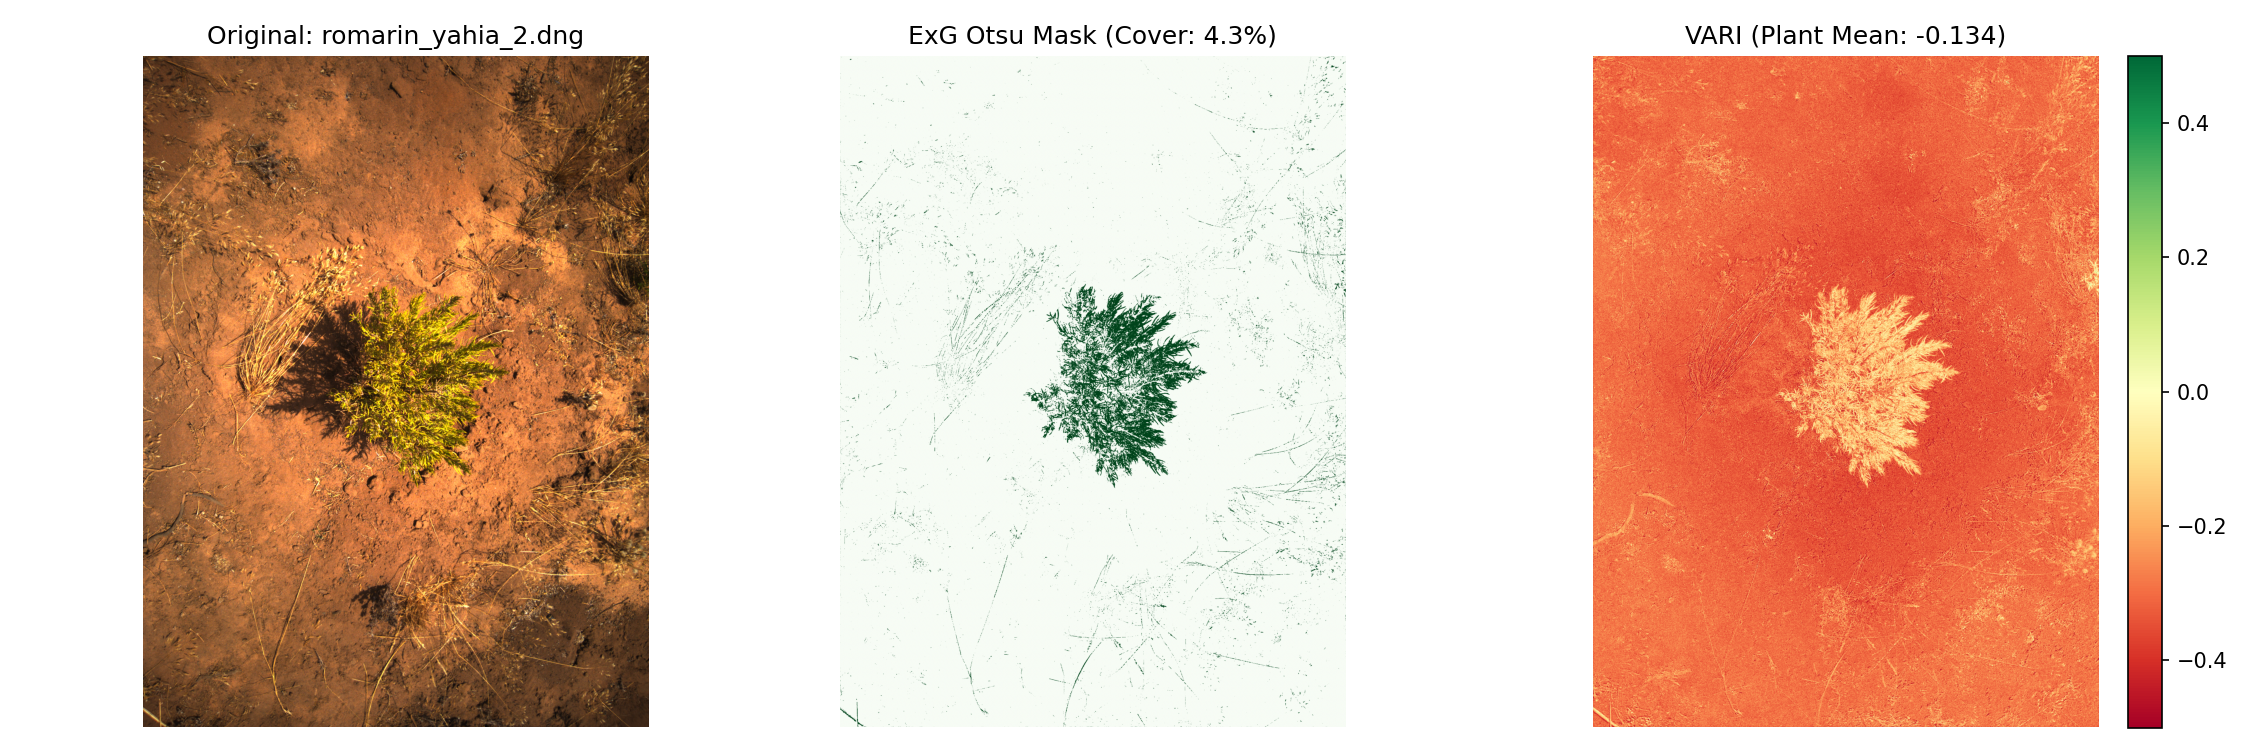 Original: romarin_yahia_2.dng
ExG Otsu Mask (Cover: 4.3%)
VARI (Plant Mean: -0.134)
0.4
0.2
0.0
−0.2
−0.4